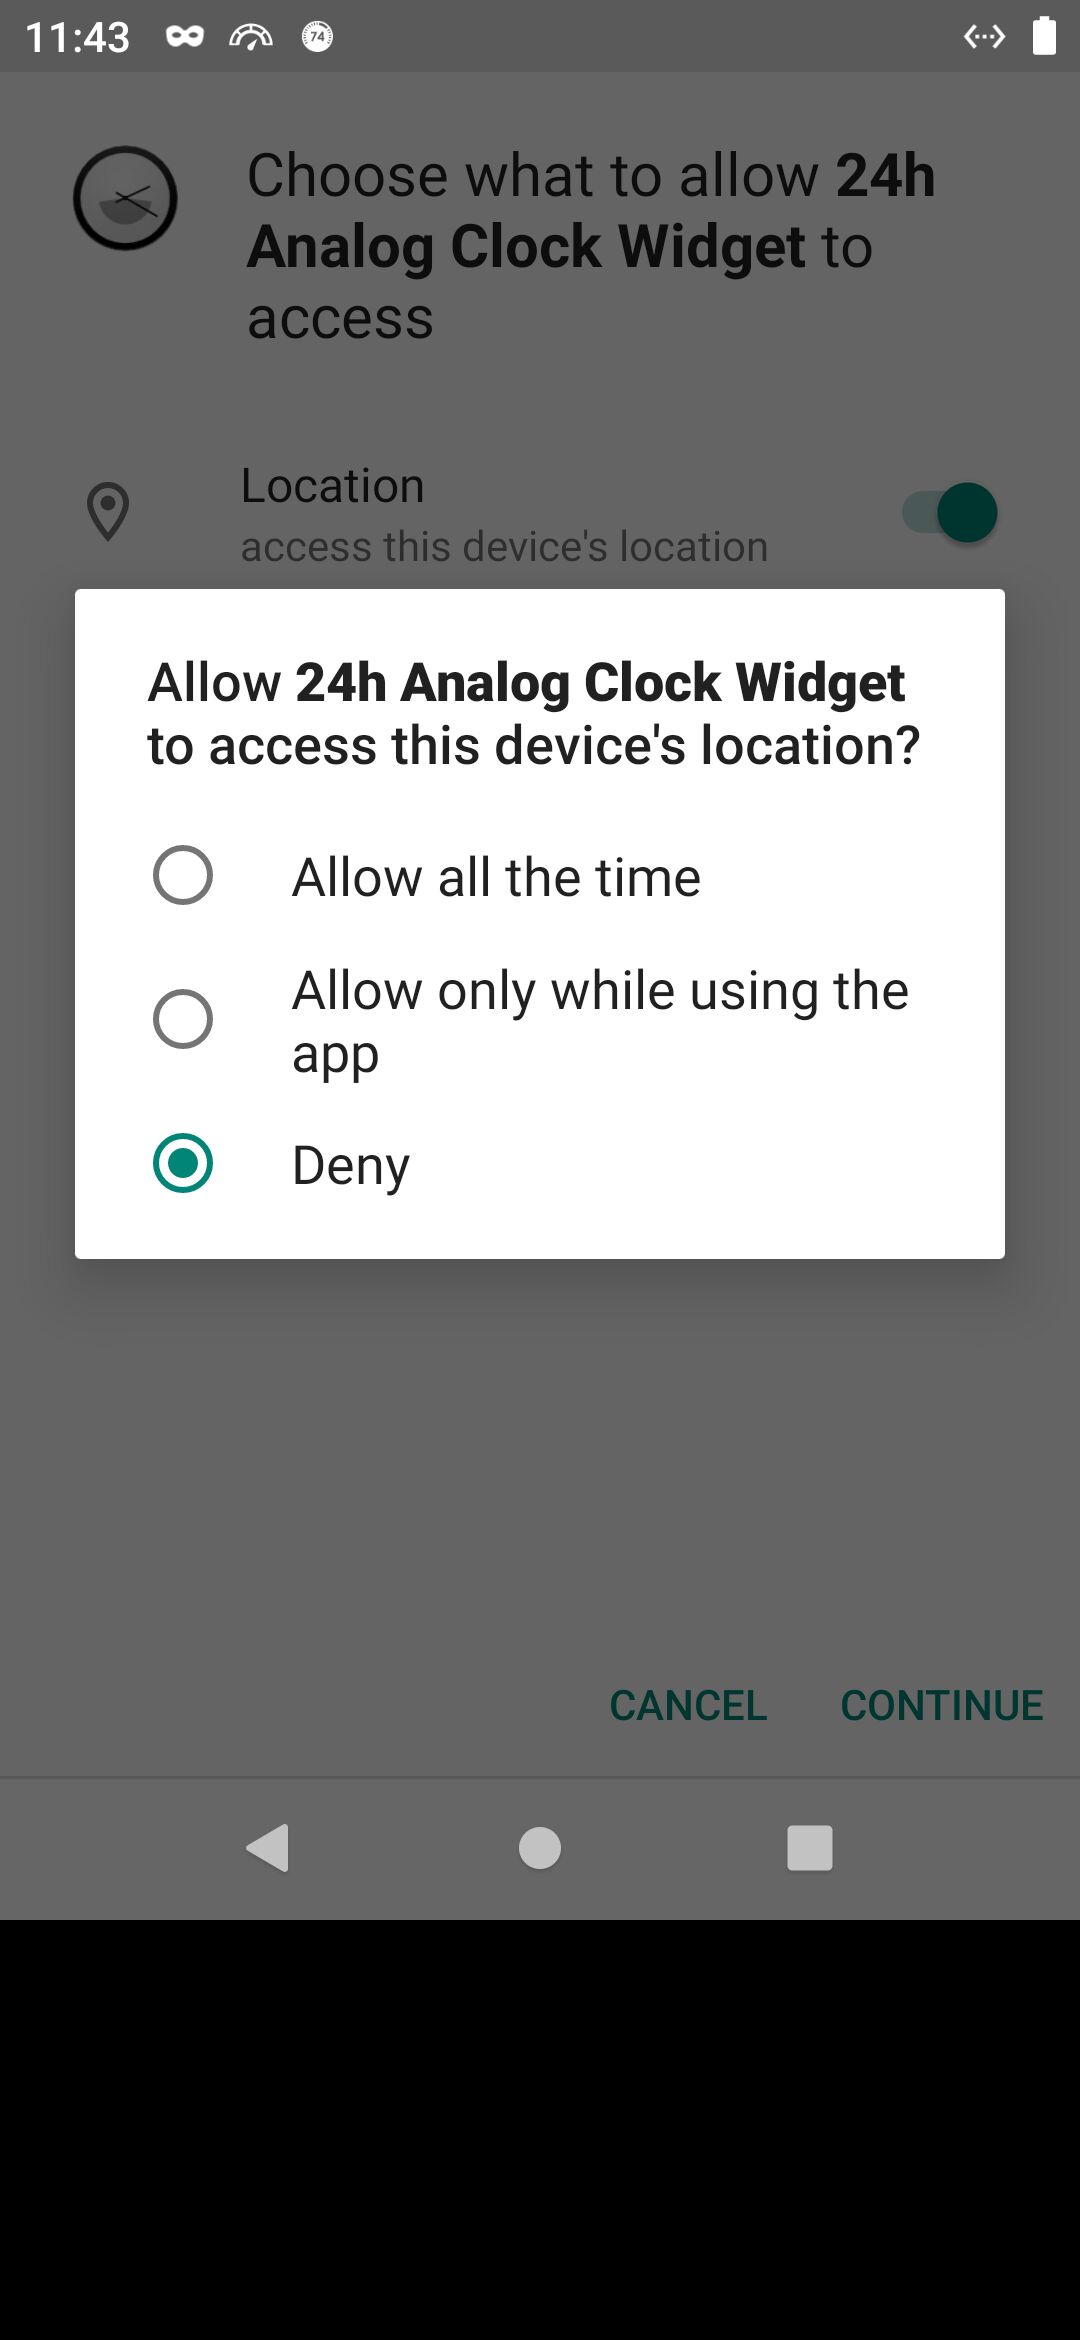 11:43
74
Choose what to allow 24h
Analog Clock Widget to
access
Location
access this device's location
Allow 24h Analog Clock Widget
to access this device's location?
Allow all the time
Allow only while using the
app
Deny
CANCEL CONTINUE